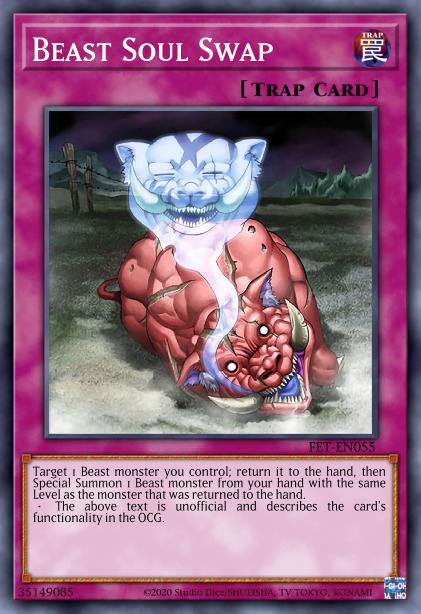 Beast Soul Swap
TRAP
罠
[Trap Card]
FET-EN055
Target 1 Beast monster you control; return it to the hand, then
Special Summon 1 Beast monster from your hand with the same
Level as the monster that was returned to the hand.
· The above text is unofficial and describes the card's
functionality in the OCG.
35149085
©2020 Studio Dice/SHUEISHA, TV TOKYO, KONAMI